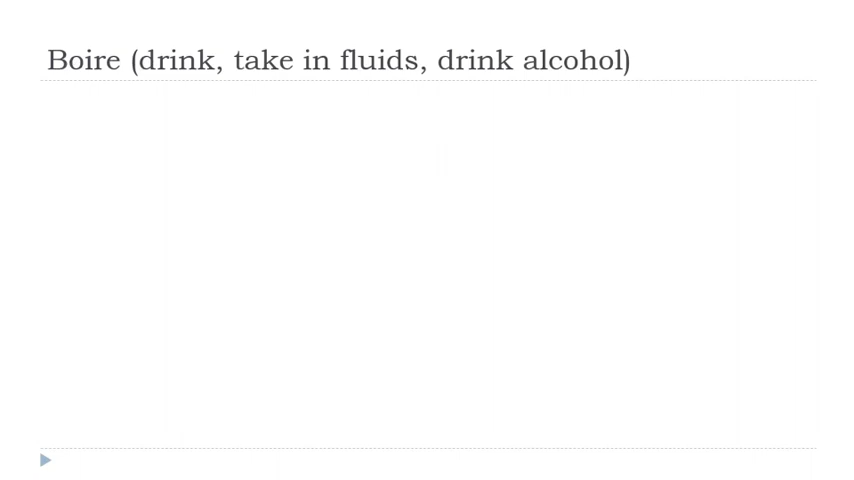 Boire (drink, take in fluids, drink alcohol)